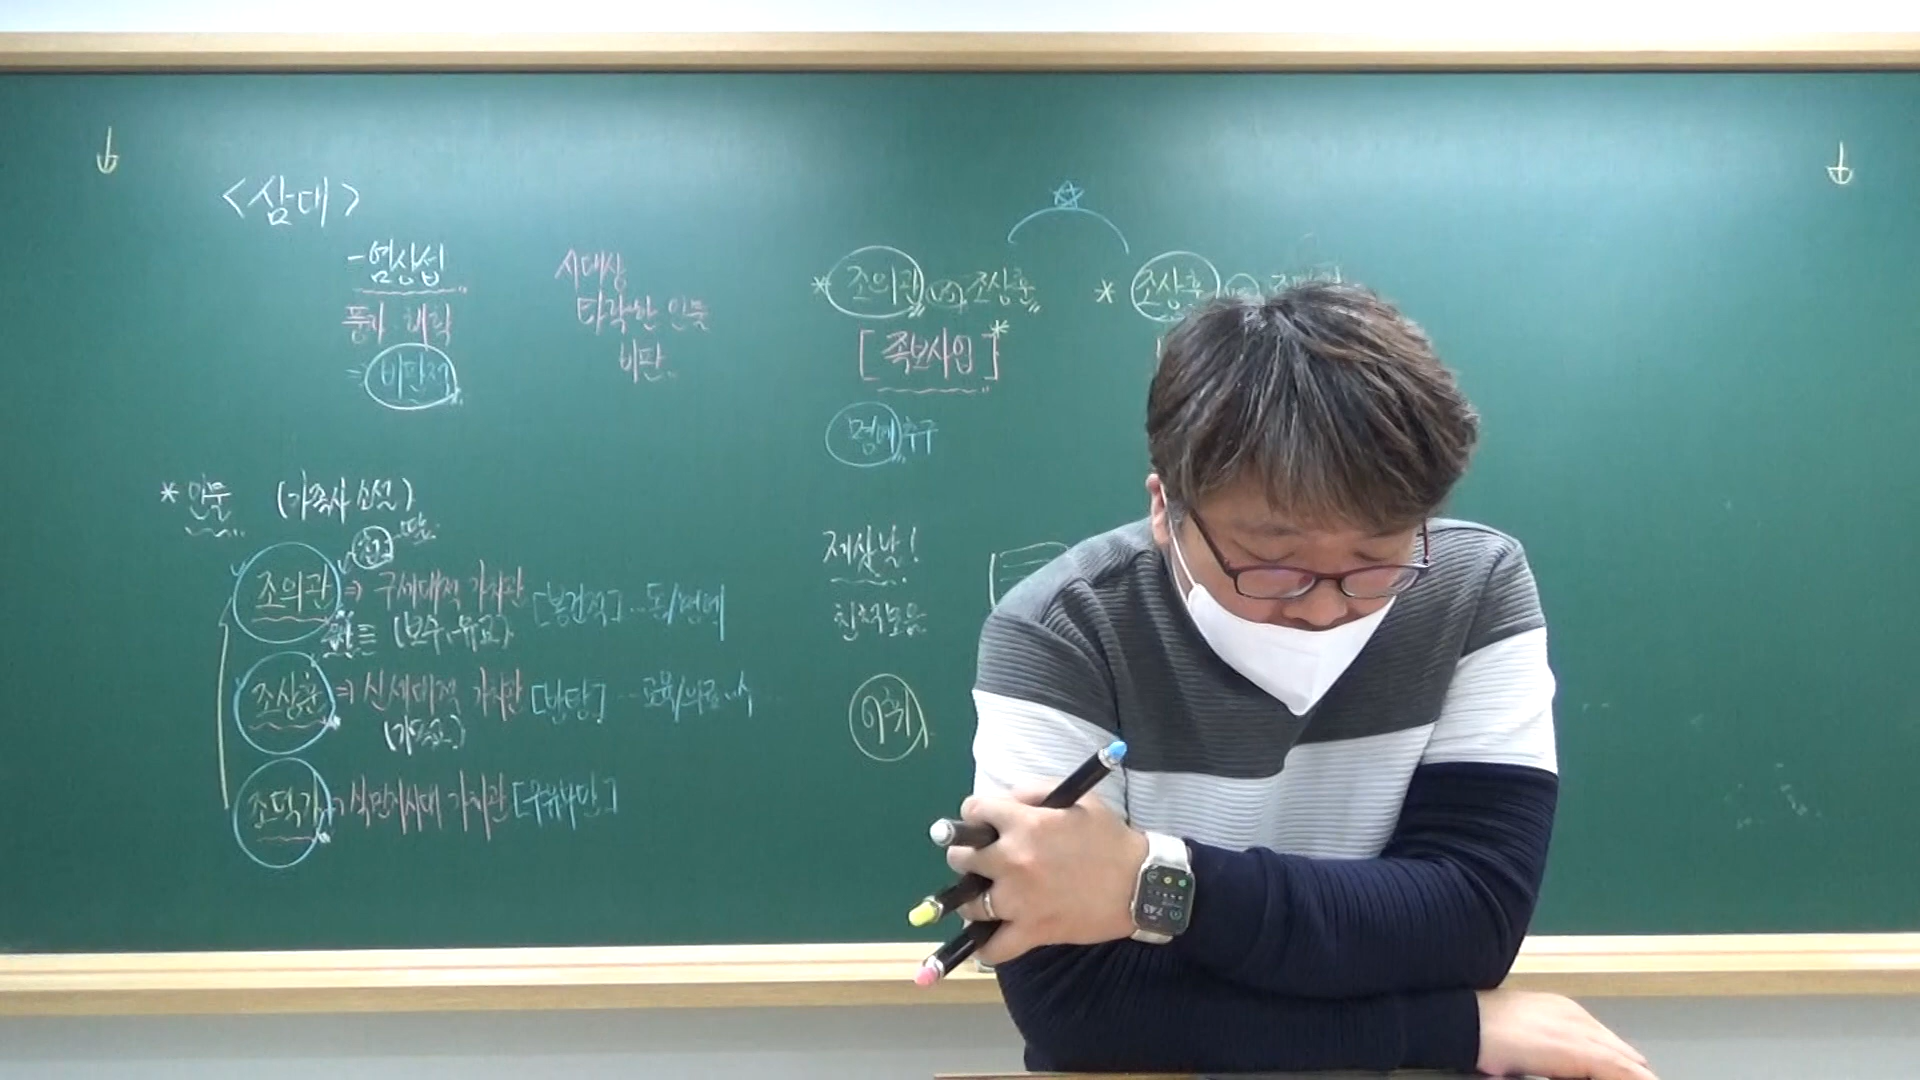 <삼대>
-염상섭
풍자·해학
=> 비판적
시대상
타락한 인물
비판..
* 인물 (가족사 소설)
조의관 => 구세대적 가치관 [봉건적] … 돈/명예
(보수, 유교)
조상훈 => 신세대적 가치관 [방탕] … 교육/의료
(기독교)
조덕기 => 식민지시대 가치관 [우유부단]
* 조의관 vs 조상훈
[족보사업]*
명예 추구
제삿날!
친척모음
* 조상훈 vs